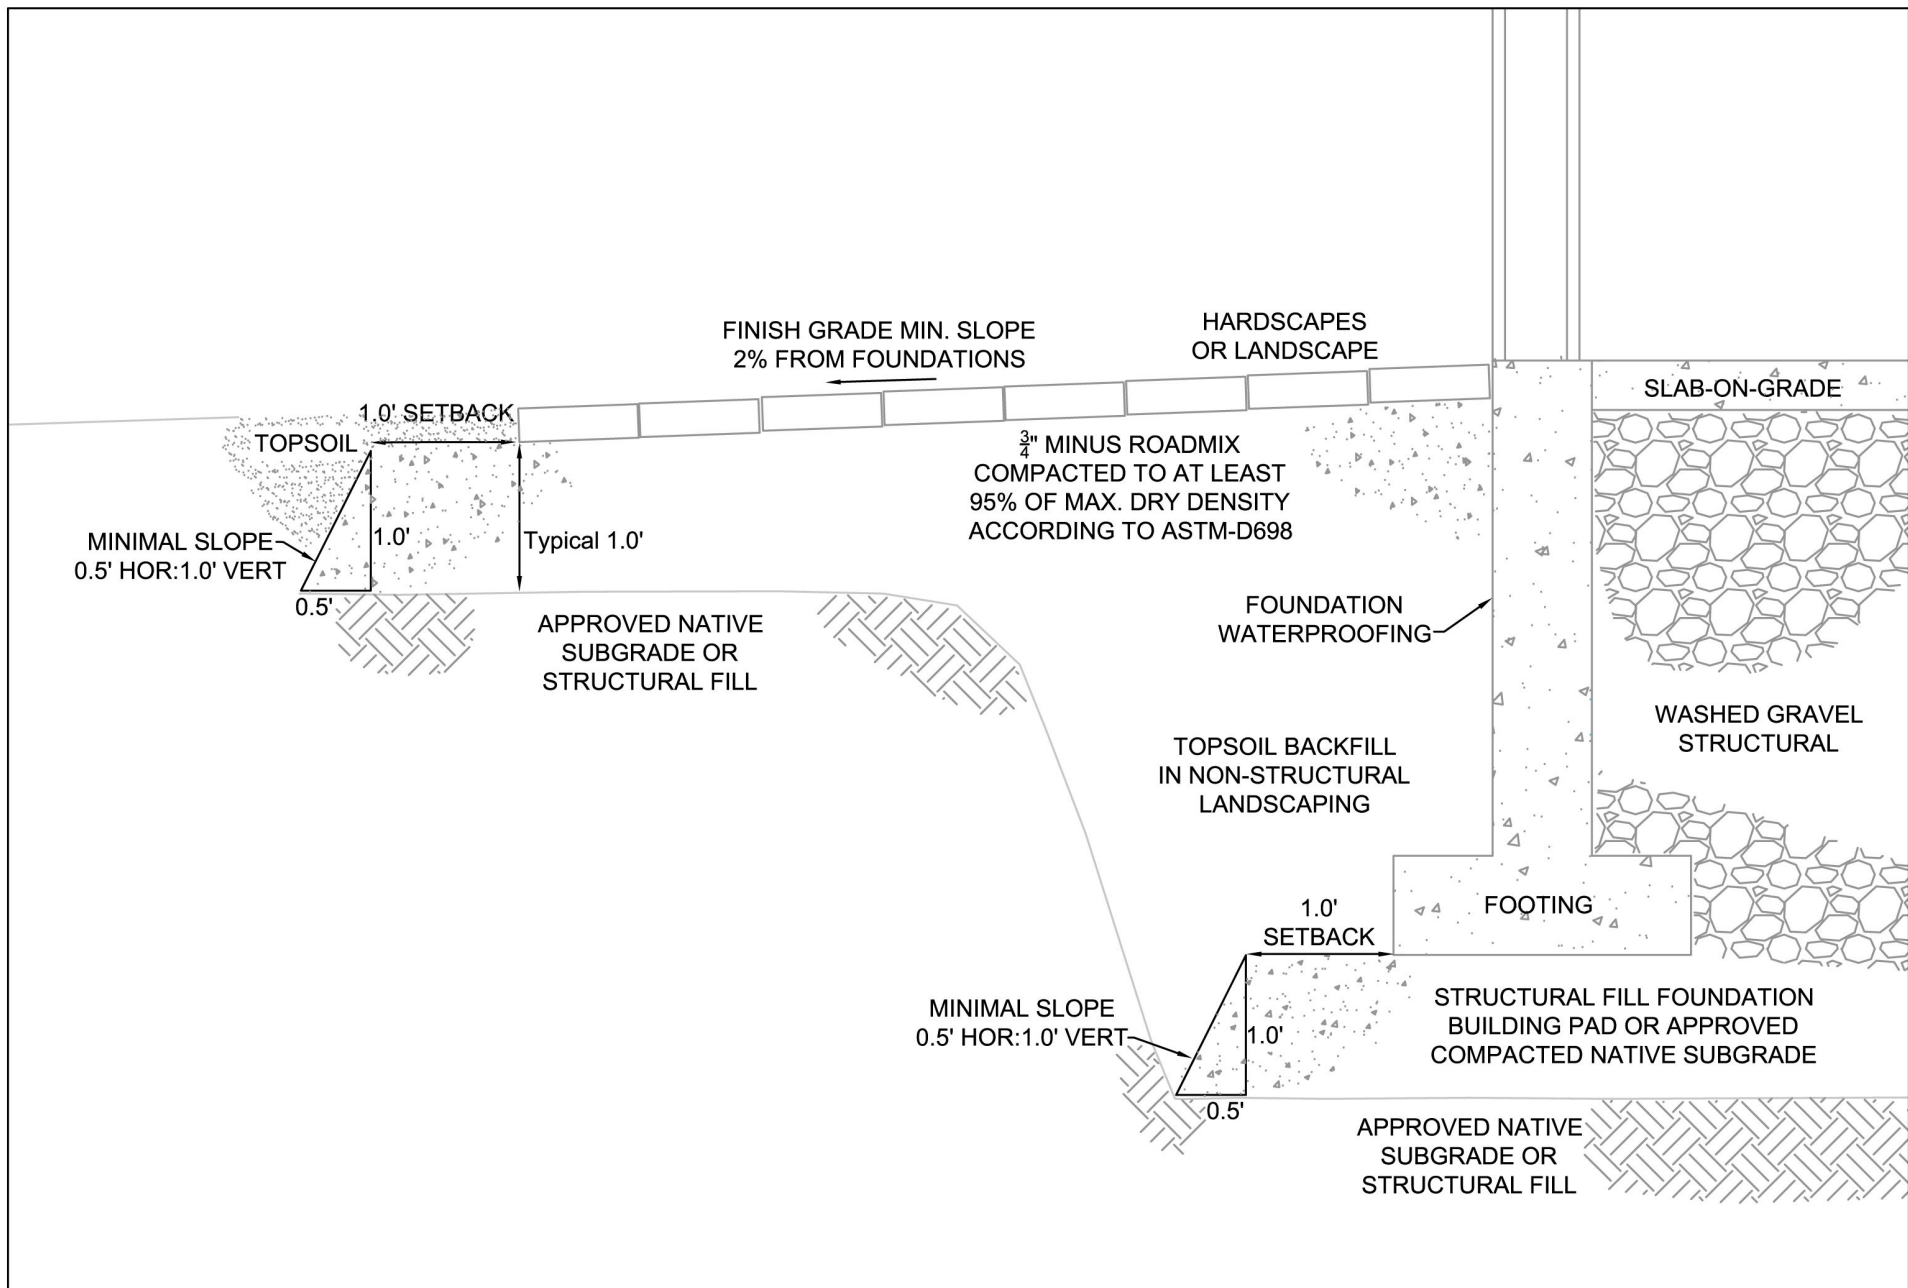 FINISH GRADE MIN. SLOPE
2% FROM FOUNDATIONS
HARDSCAPES
OR LANDSCAPE
SLAB-ON-GRADE
1.0' SETBACK
TOPSOIL
3/4" MINUS ROADMIX
COMPACTED TO AT LEAST
95% OF MAX. DRY DENSITY
ACCORDING TO ASTM-D698
MINIMAL SLOPE
0.5' HOR:1.0' VERT
1.0'
Typical 1.0'
0.5'
APPROVED NATIVE
SUBGRADE OR
STRUCTURAL FILL
FOUNDATION
WATERPROOFING
WASHED GRAVEL
STRUCTURAL
TOPSOIL BACKFILL
IN NON-STRUCTURAL
LANDSCAPING
FOOTING
1.0'
SETBACK
MINIMAL SLOPE
0.5' HOR:1.0' VERT
1.0'
0.5'
STRUCTURAL FILL FOUNDATION
BUILDING PAD OR APPROVED
COMPACTED NATIVE SUBGRADE
APPROVED NATIVE
SUBGRADE OR
STRUCTURAL FILL